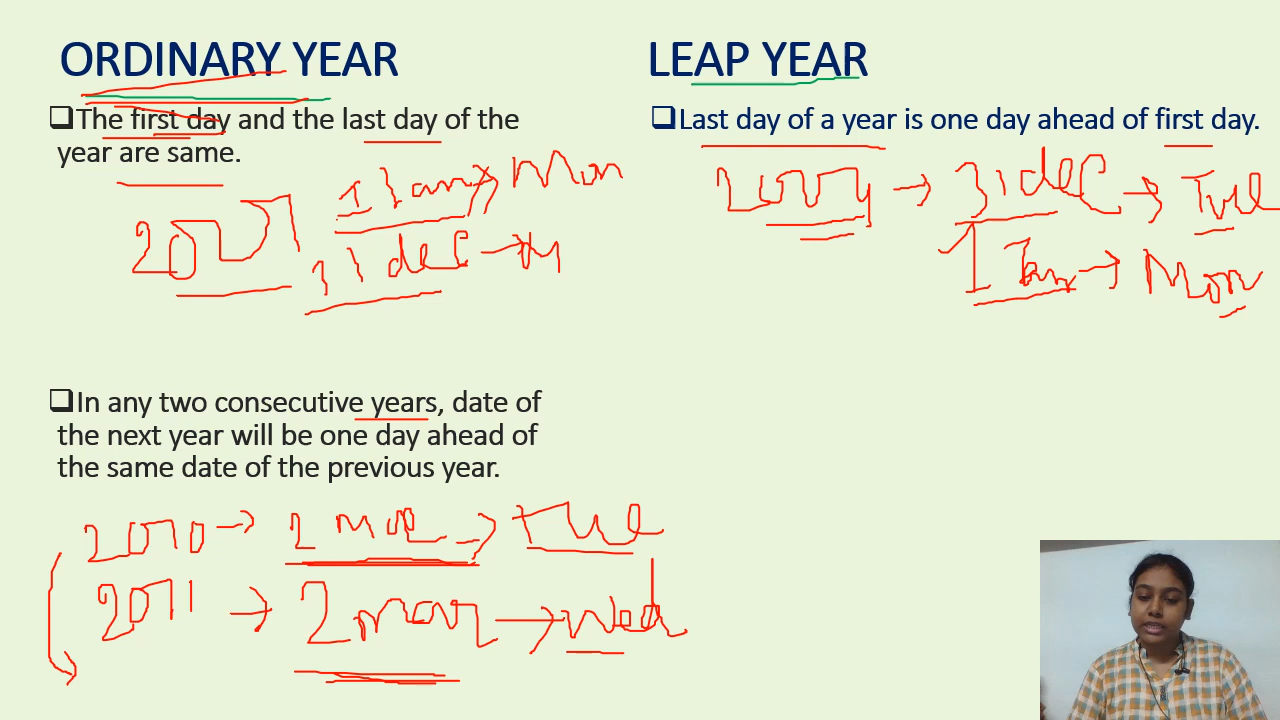 ORDINARY YEAR
❑The first day and the last day of the
year are same.
1 Jan → Mon
31 dec →
❑In any two consecutive years, date of
the next year will be one day ahead of
the same date of the previous year.
2010 → 2 mar → tue
2011 → 2 mar → wed
LEAP YEAR
❑Last day of a year is one day ahead of first day.
2004 → 31 dec → Tue
1 Jan → Mon